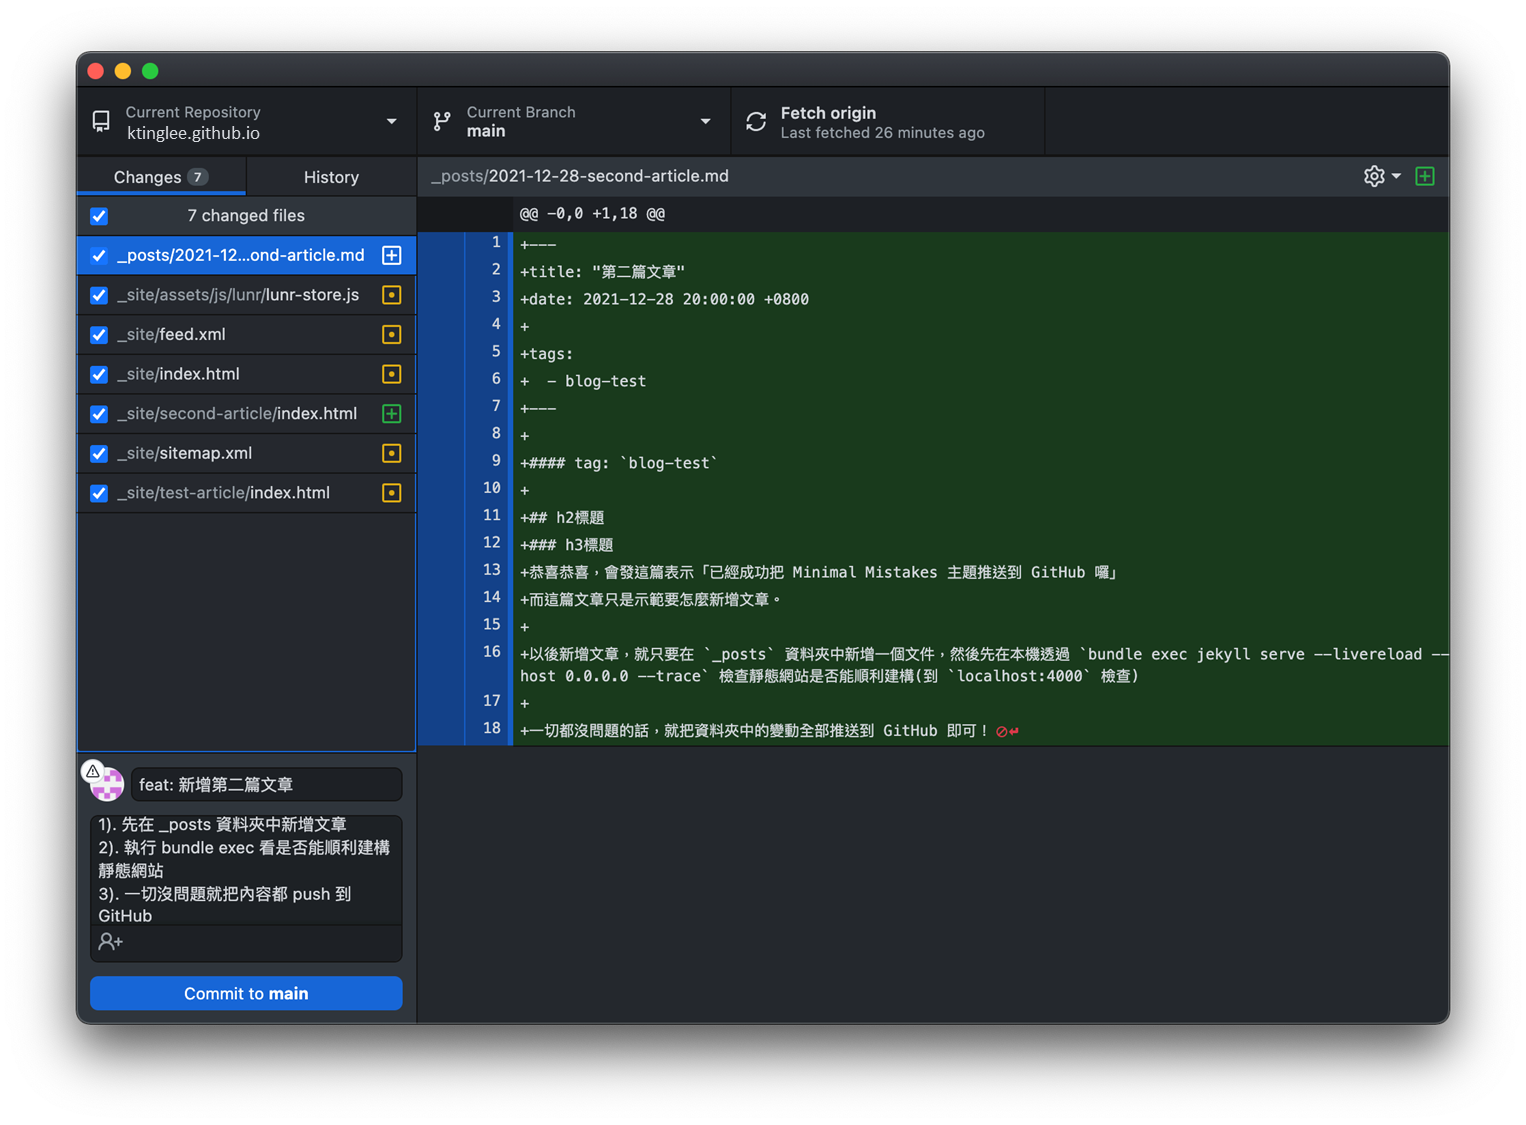 Current Repository
ktinglee.github.io
Current Branch
main
Fetch origin
Last fetched 26 minutes ago
Changes 7
History
7 changed files
_posts/2021-12...ond-article.md
_site/assets/js/lunr/lunr-store.js
_site/feed.xml
_site/index.html
_site/second-article/index.html
_site/sitemap.xml
_site/test-article/index.html
feat: 新增第二篇文章
1). 先在 _posts 資料夾中新增文章
2). 執行 bundle exec 看是否能順利建構
靜態網站
3). 一切沒問題就把內容都 push 到
GitHub
Commit to main
_posts/2021-12-28-second-article.md
@@ -0,0 +1,18 @@
1 +---
2 +title: "第二篇文章"
3 +date: 2021-12-28 20:00:00 +0800
4 +
5 +tags:
6 +  - blog-test
7 +---
8 +
9 +#### tag: `blog-test`
10 +
11 +## h2標題
12 +### h3標題
13 +恭喜恭喜，會發這篇表示「已經成功把 Minimal Mistakes 主題推送到 GitHub 囉」
14 +而這篇文章只是示範要怎麼新增文章。
15 +
16 +以後新增文章，就只要在 `_posts` 資料夾中新增一個文件，然後先在本機透過 `bundle exec jekyll serve --livereload --
host 0.0.0.0 --trace` 檢查靜態網站是否能順利建構(到 `localhost:4000` 檢查)
17 +
18 +一切都沒問題的話，就把資料夾中的變動全部推送到 GitHub 即可！